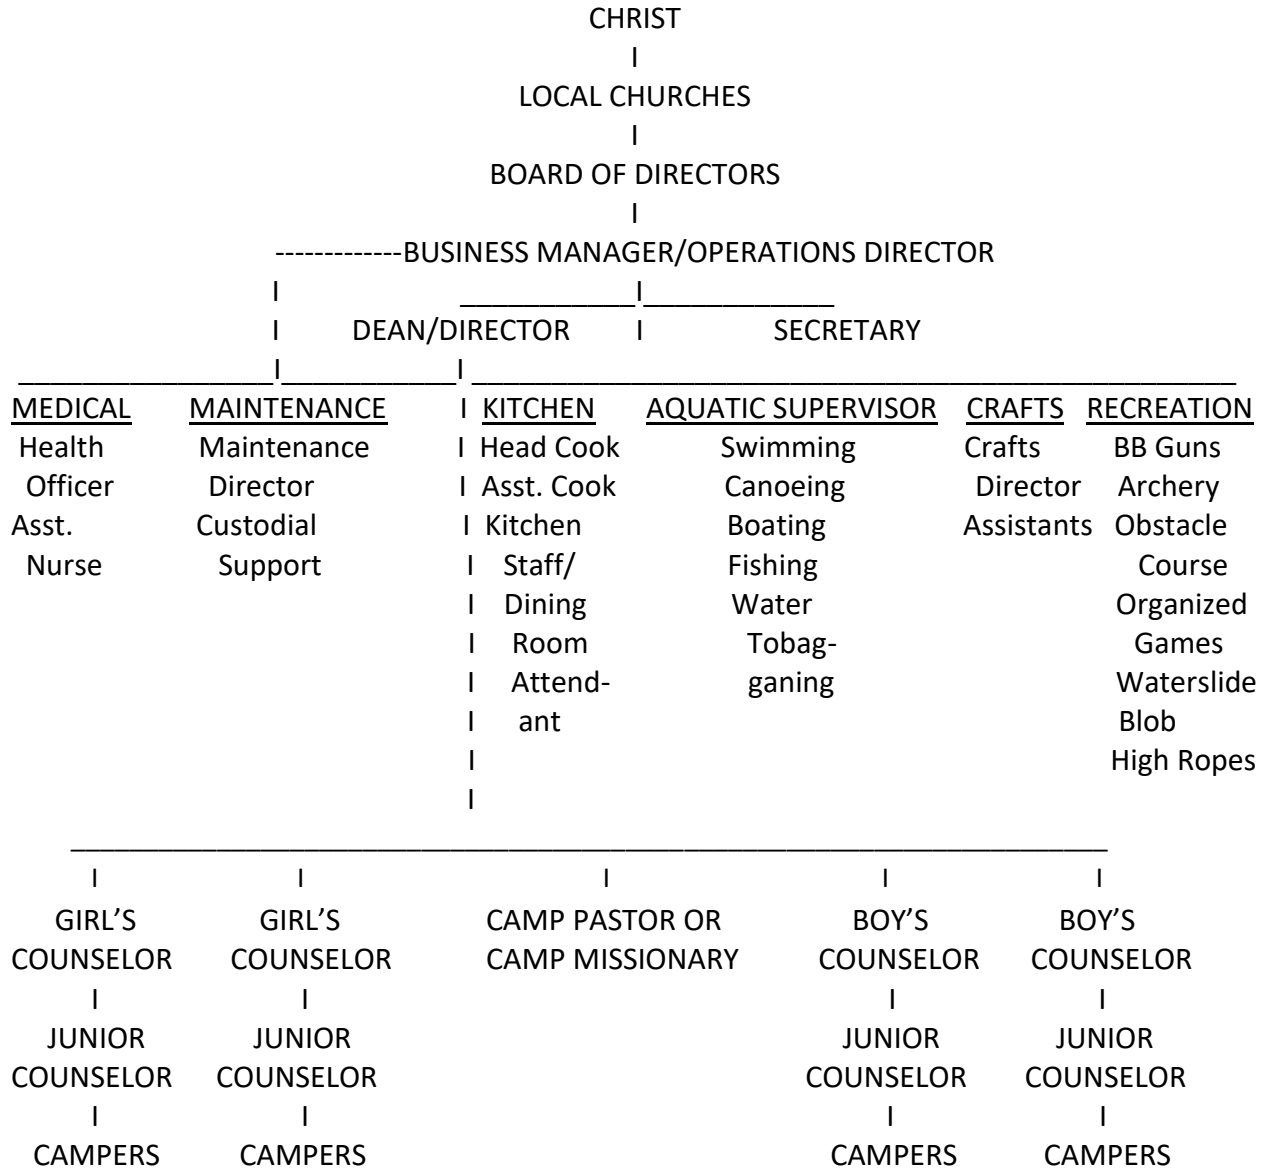 CHRIST
I
LOCAL CHURCHES
I
BOARD OF DIRECTORS
I
-------------BUSINESS MANAGER/OPERATIONS DIRECTOR
I ___________I____________
I DEAN/DIRECTOR I SECRETARY
________________I___________I________________________________________________
MEDICAL MAINTENANCE I KITCHEN AQUATIC SUPERVISOR CRAFTS RECREATION
Health Maintenance I Head Cook Swimming Crafts BB Guns
Officer Director I Asst. Cook Canoeing Director Archery
Asst. Custodial I Kitchen Boating Assistants Obstacle
Nurse Support I Staff/ Fishing Course
I Dining Water Organized
I Room Tobag- Games
I Attend- ganing Waterslide
I ant Blob
I High Ropes
I
_________________________________________________________________
I I I I I
GIRL’S GIRL’S CAMP PASTOR OR BOY’S BOY’S
COUNSELOR COUNSELOR CAMP MISSIONARY COUNSELOR COUNSELOR
I I I I
JUNIOR JUNIOR JUNIOR JUNIOR
COUNSELOR COUNSELOR COUNSELOR COUNSELOR
I I I I
CAMPERS CAMPERS CAMPERS CAMPERS